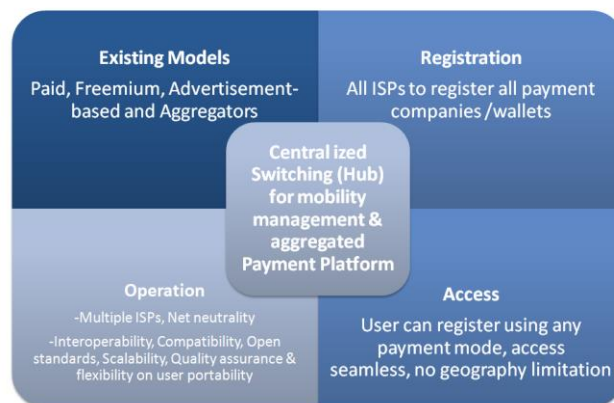 Existing Models
Paid, Freemium, Advertisement-
based and Aggregators
Registration
All ISPs to register all payment
companies /wallets
Central ized
Switching (Hub)
for mobility
management &
aggregated
Payment Platform
Operation
-Multiple ISPs, Net neutrality
-Interoperability, Compatibility, Open
standards, Scalability, Quality assurance &
flexibility on user portability
Access
User can register using any
payment mode, access
seamless, no geography limitation